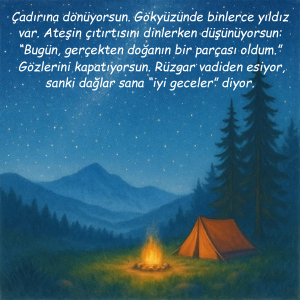 Çadırına dönüyorsun. Gökyüzünde binlerce yıldız
var. Ateşin çıtırtısını dinlerken düşünüyorsun:
“Bugün, gerçekten doğanın bir parçası oldum.”
Gözlerini kapatıyorsun. Rüzgar vadiden esiyor,
sanki dağlar sana “iyi geceler” diyor.